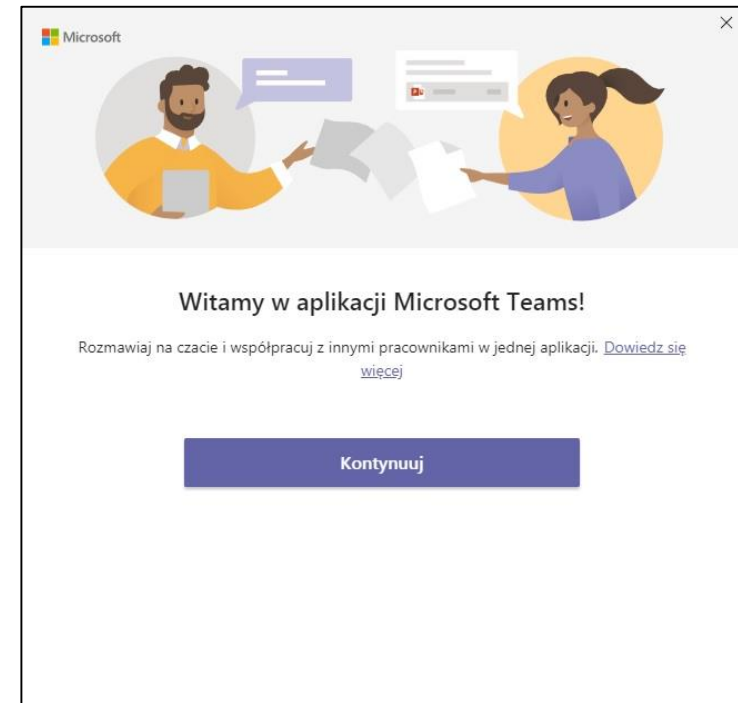 Microsoft
Witamy w aplikacji Microsoft Teams!
Rozmawiaj na czacie i współpracuj z innymi pracownikami w jednej aplikacji. Dowiedz się
więcej
Kontynuuj